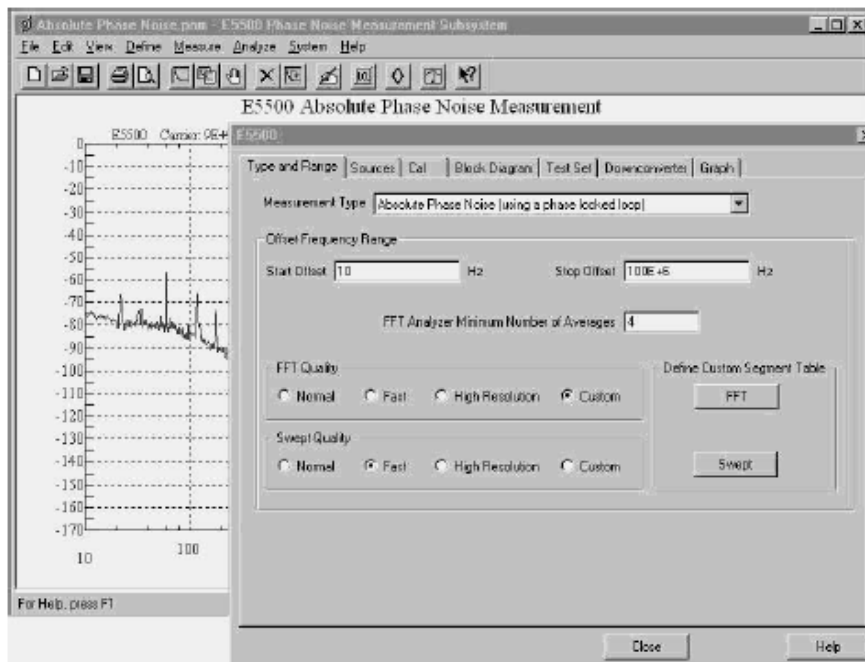 Absolute Phase Noise.pnm - E5500 Phase Noise Measurement Subsystem
File Edit View Define Measure Analyze System Help
E5500 Absolute Phase Noise Measurement
E5500 Carrier: 9E+
E5500
Type and Range Sources Cal Block Diagram Test Set Downconverter Graph
Measurement Type Absolute Phase Noise (using a phase locked loop)
Offset Frequency Range
Start Offset 10 Hz Stop Offset 100E+6 Hz
FFT Analyzer Minimum Number of Averages 4
FFT Quality
Normal Fast High Resolution Custom
Define Custom Segment Table
FFT
Swept Quality
Normal Fast High Resolution Custom
Swept
0
-10
-20
-30
-40
-50
-60
-70
-80
-90
-100
-110
-120
-130
-140
-150
-160
-170
10 100
For Help, press F1
Close Help